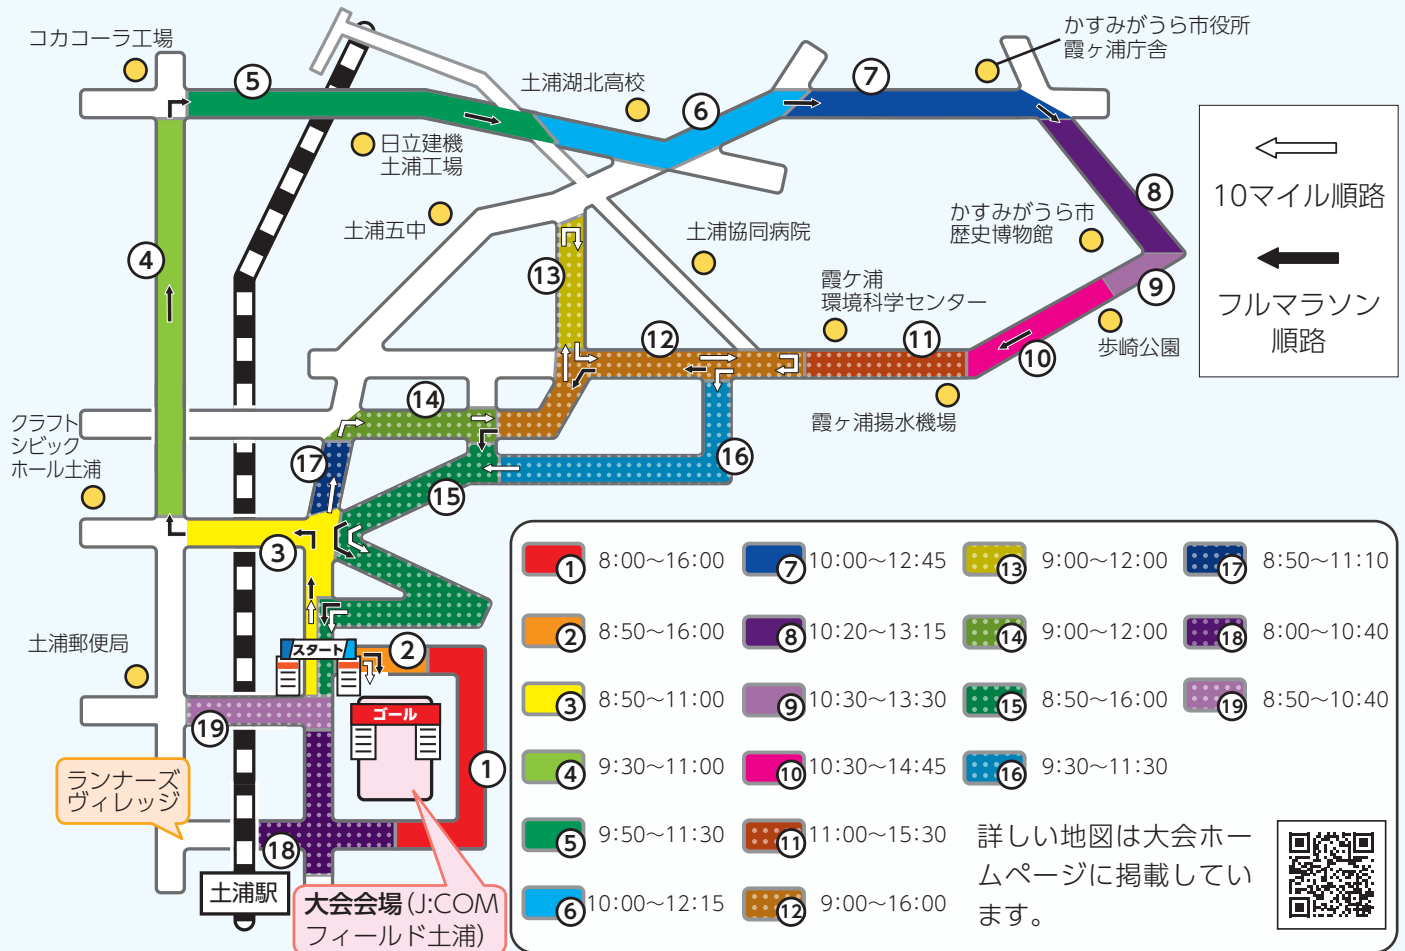 コカコーラ工場
⑤
日立建機
土浦工場
土浦湖北高校
⑥
⑦
かすみがうら市役所
霞ヶ浦庁舎
10マイル順路
フルマラソン
順路
④
土浦五中
⑬
土浦協同病院
かすみがうら市
歴史博物館
⑧
⑨
霞ケ浦
環境科学センター
歩崎公園
⑫
⑪
⑩
霞ヶ浦揚水機場
⑭
クラフト
シビック
ホール土浦
⑰
⑮
⑯
③
土浦郵便局
スタート
②
ゴール
⑲
①
ランナーズ
ヴィレッジ
⑱
土浦駅
大会会場(J:COM
フィールド土浦)
① 8:00〜16:00
② 8:50〜16:00
③ 8:50〜11:00
④ 9:30〜11:00
⑤ 9:50〜11:30
⑥ 10:00〜12:15
⑦ 10:00〜12:45
⑧ 10:20〜13:15
⑨ 10:30〜13:30
⑩ 10:30〜14:45
⑪ 11:00〜15:30
⑫ 9:00〜16:00
⑬ 9:00〜12:00
⑭ 9:00〜12:00
⑮ 8:50〜16:00
⑯ 9:30〜11:30
⑰ 8:50〜11:10
⑱ 8:00〜10:40
⑲ 8:50〜10:40
詳しい地図は大会ホー
ムページに掲載してい
ます。